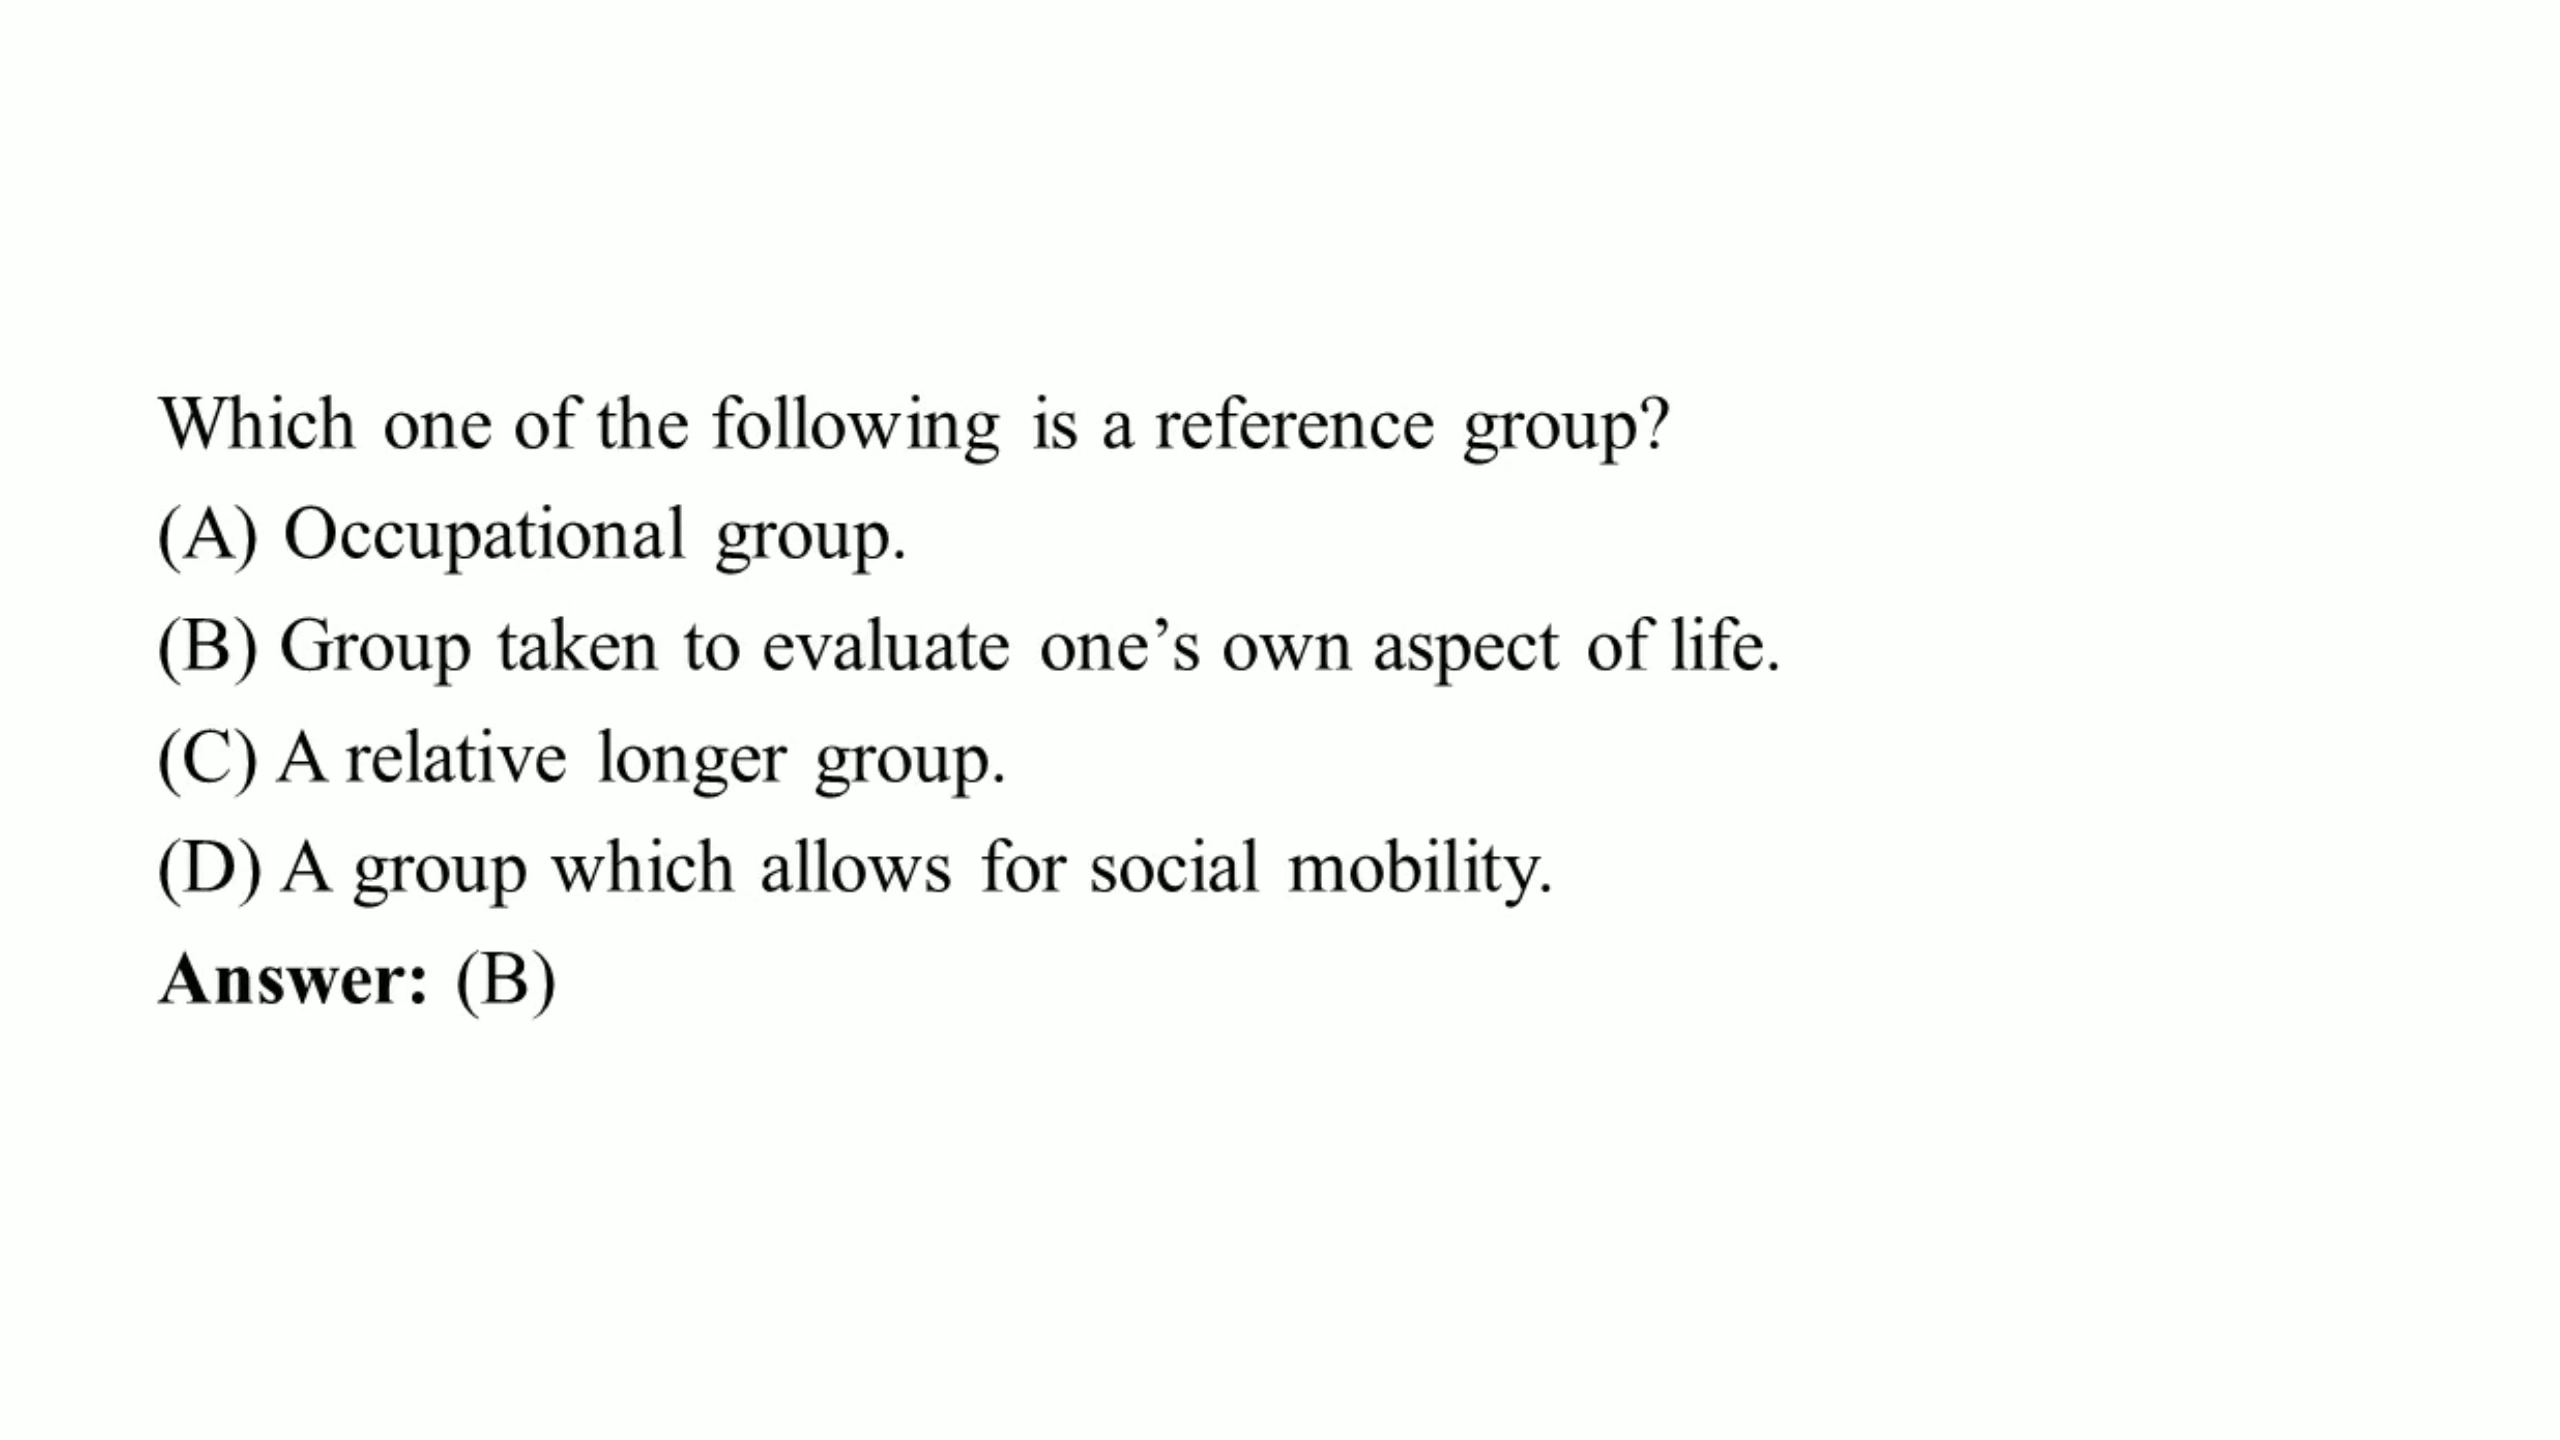 Which one of the following is a reference group?
(A) Occupational group.
(B) Group taken to evaluate one’s own aspect of life.
(C) A relative longer group.
(D) A group which allows for social mobility.
Answer: (B)